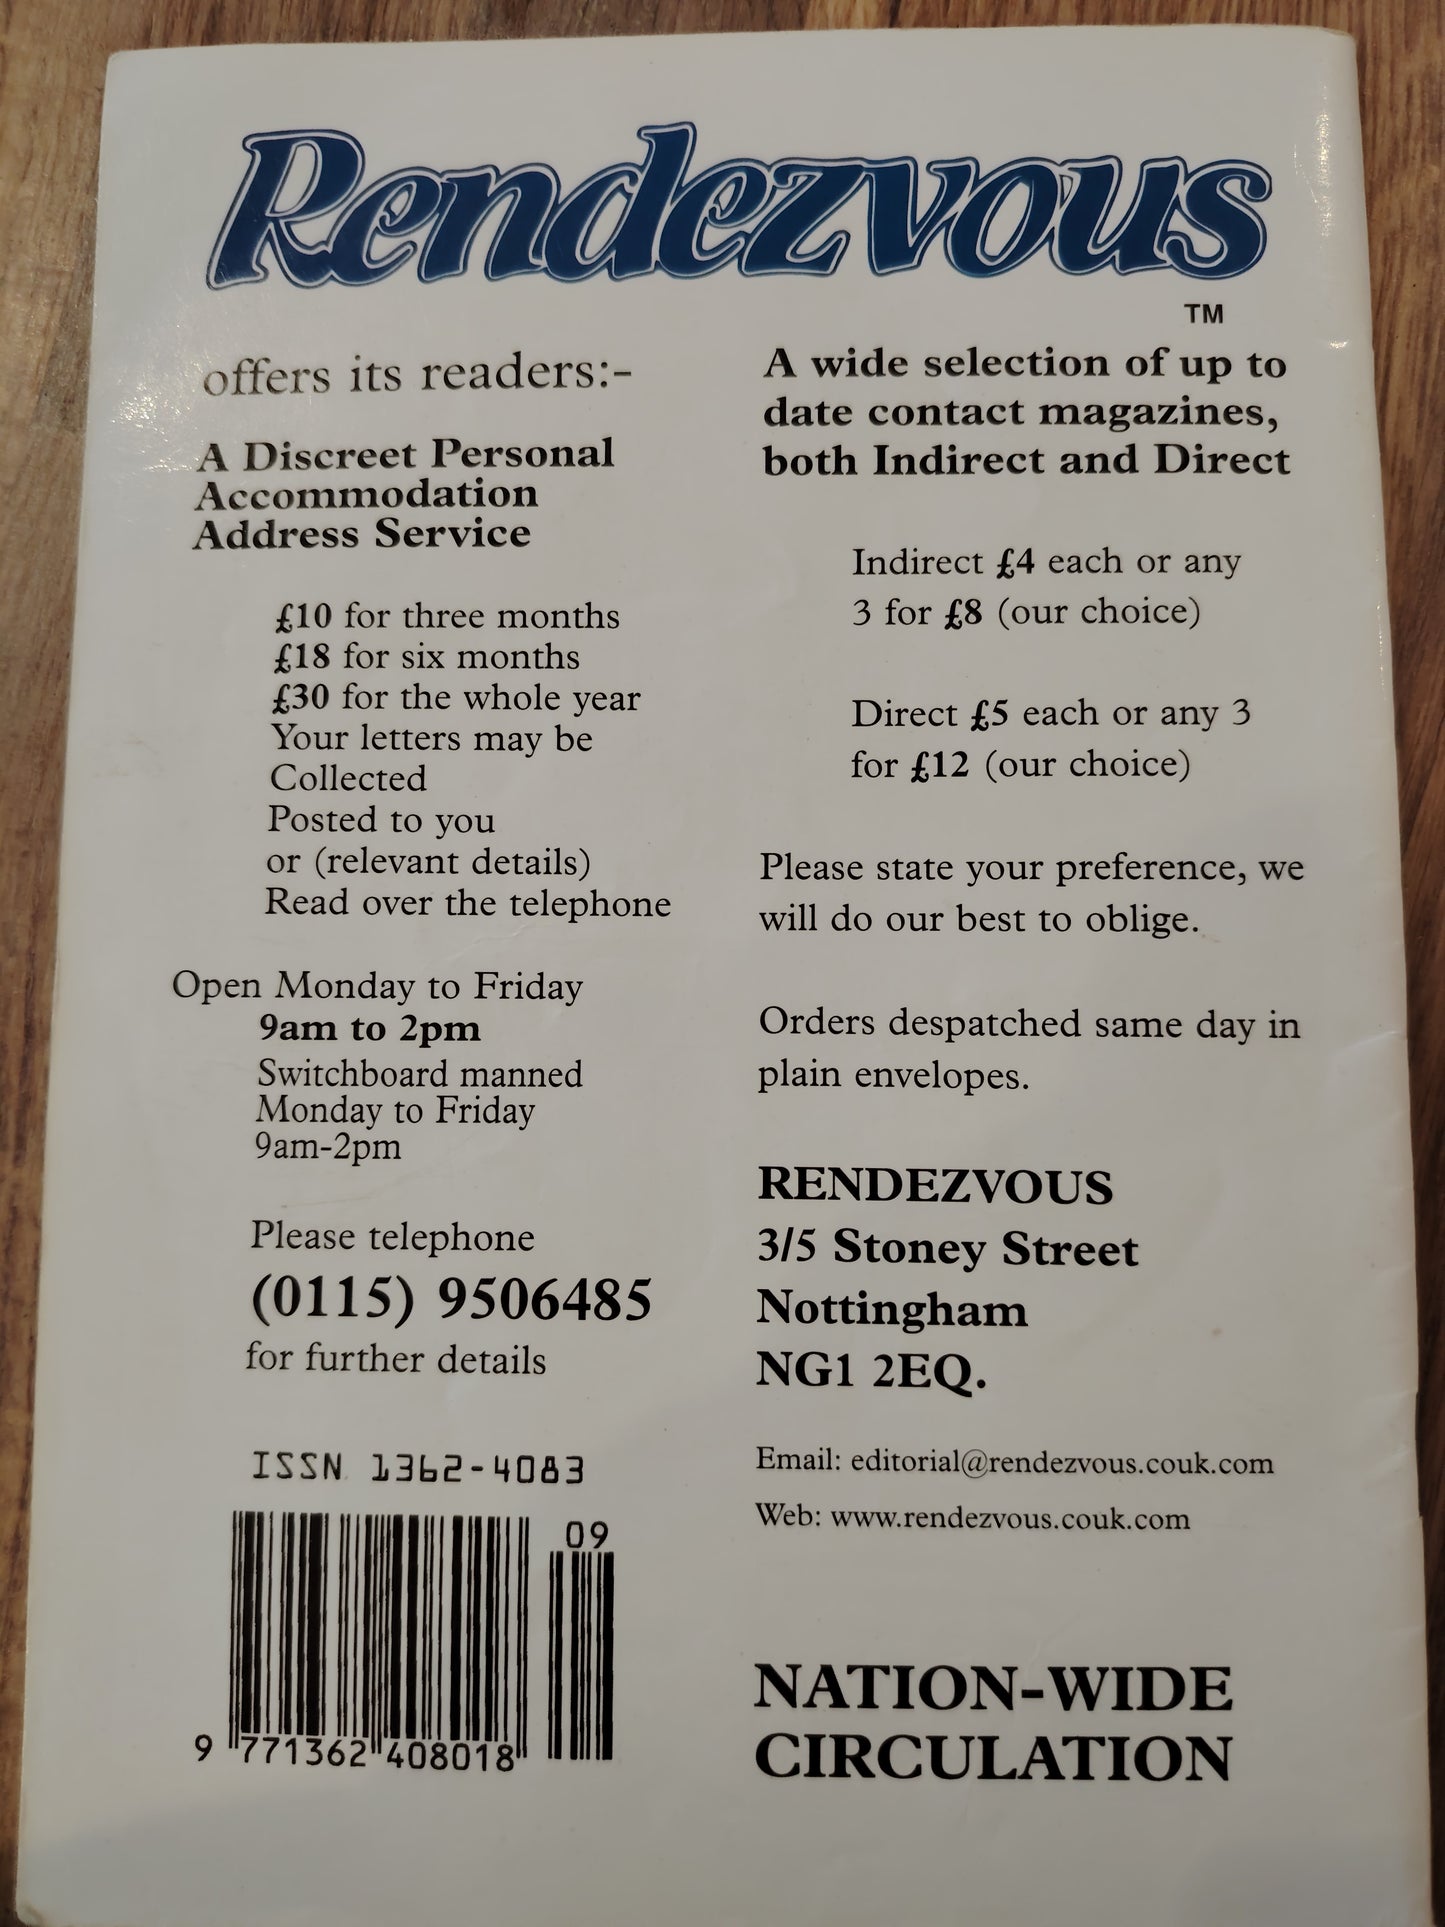 Rendezvous
TM
offers its readers:-
A Discreet Personal
Accommodation
Address Service
£10 for three months
£18 for six months
£30 for the whole year
Your letters may be
Collected
Posted to you
or (relevant details)
Read over the telephone
Open Monday to Friday
9am to 2pm
Switchboard manned
Monday to Friday
9am-2pm
Please telephone
(0115) 9506485
for further details
ISSN 1362-4083
09
9 771362 408018
A wide selection of up to
date contact magazines,
both Indirect and Direct
Indirect £4 each or any
3 for £8 (our choice)
Direct £5 each or any 3
for £12 (our choice)
Please state your preference, we
will do our best to oblige.
Orders despatched same day in
plain envelopes.
RENDEZVOUS
3/5 Stoney Street
Nottingham
NG1 2EQ.
Email: editorial@rendezvous.couk.com
Web: www.rendezvous.couk.com
NATION-WIDE
CIRCULATION